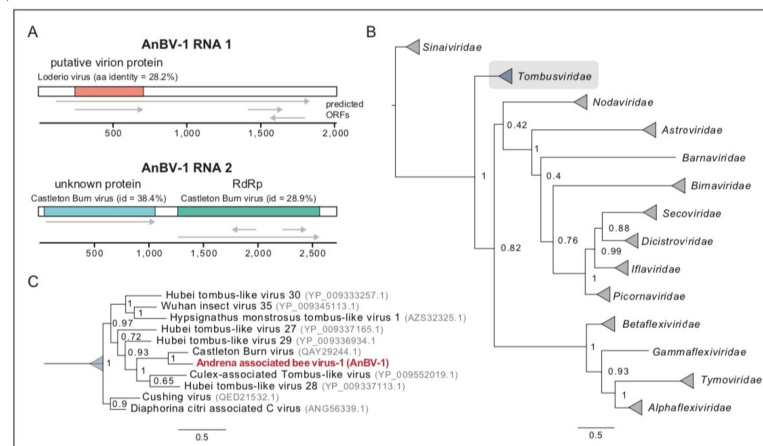 A
AnBV-1 RNA 1
putative virion protein
Loderio virus (aa identity = 28.2%)
predicted
ORFs
500 1,000 1,500 2,000
AnBV-1 RNA 2
unknown protein RdRp
Castleton Burn virus (id = 38.4%) Castleton Burn virus (id = 28.9%)
500 1,000 1,500 2,000 2,500
B
Sinaiviridae
Tombusviridae
Nodaviridae
0.42
Astroviridae
1
Barnaviridae
0.4
1
Birnaviridae
Secoviridae
0.88
0.82 0.76 Dicistroviridae
0.99
Iflaviridae
1
Picornaviridae
Betaflexiviridae
Gammaflexiviridae
0.93
Tymoviridae
1
Alphaflexiviridae
0.5
C
Hubei tombus-like virus 30 (YP_009333257.1)
1 Wuhan insect virus 35 (YP_009345113.1)
1 Hypsignathus monstrosus tombus-like virus 1 (AZS32325.1)
0.97
Hubei tombus-like virus 27 (YP_009337165.1)
0.72 Hubei tombus-like virus 29 (YP_009336934.1
0.93 Castleton Burn virus (QAY29244.1)
1 1 Andrena associated bee virus-1 (AnBV-1)
Culex-associated Tombus-like virus (YP_009552019.1)
1 0.65 Hubei tombus-like virus 28 (YP_009337113.1)
Cushing virus (QED21532.1)
0.9 Diaphorina citri associated C virus (ANG56339.1)
0.5